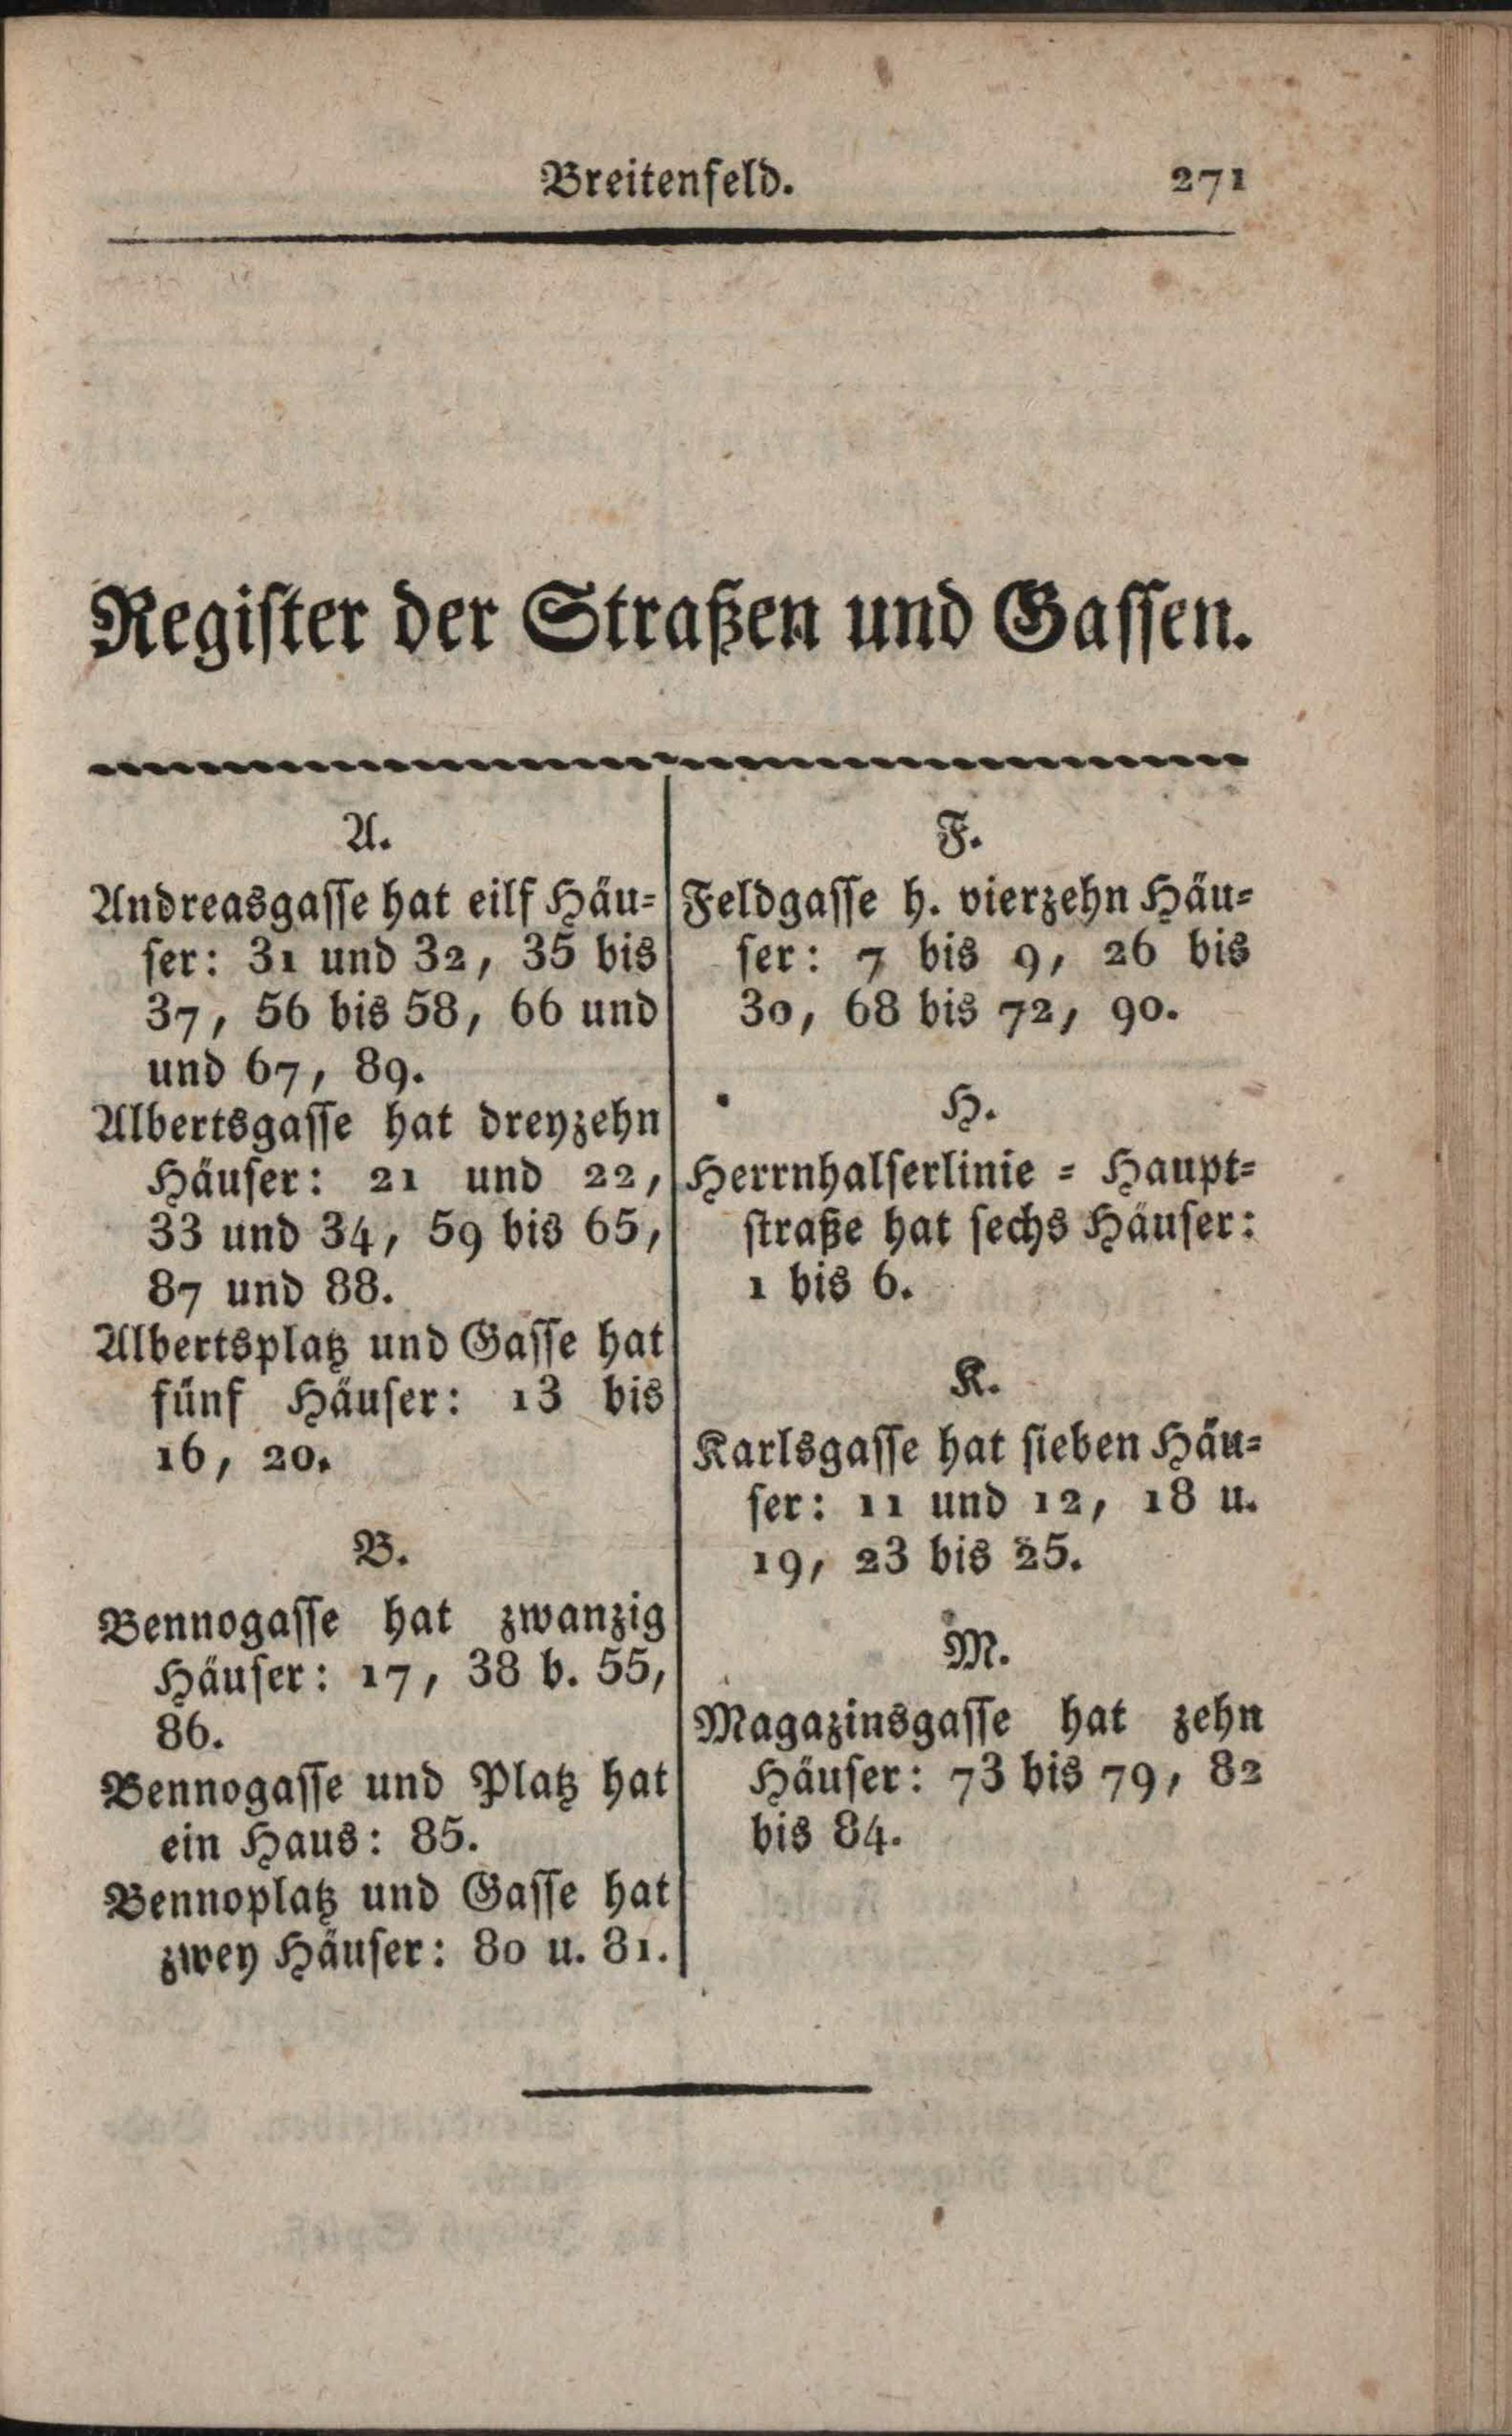 Breitenfeld. 271
Register der Straßen und Gassen.
A.
Andreasgasse hat eilf Häu-
ser: 31 und 32, 35 bis
37, 56 bis 58, 66 und
und 67, 89.
Albertsgasse hat dreyzehn
Häuser: 21 und 22,
33 und 34, 59 bis 65,
87 und 88.
Albertsplatz und Gasse hat
fünf Häuser: 13 bis
16, 20.
B.
Bennogasse hat zwanzig
Häuser: 17, 38 b. 55,
86.
Bennogasse und Platz hat
ein Haus: 85.
Bennoplatz und Gasse hat
zwey Häuser: 80 u. 81.
F.
Feldgasse h. vierzehn Häu-
ser: 7 bis 9, 26 bis
30, 68 bis 72, 90.
H.
Herrnhalserlinie - Haupt-
straße hat sechs Häuser:
1 bis 6.
K.
Karlsgasse hat sieben Häu-
ser: 11 und 12, 18 u.
19, 23 bis 25.
M.
Magazinsgasse hat zehn
Häuser: 73 bis 79, 82
bis 84.